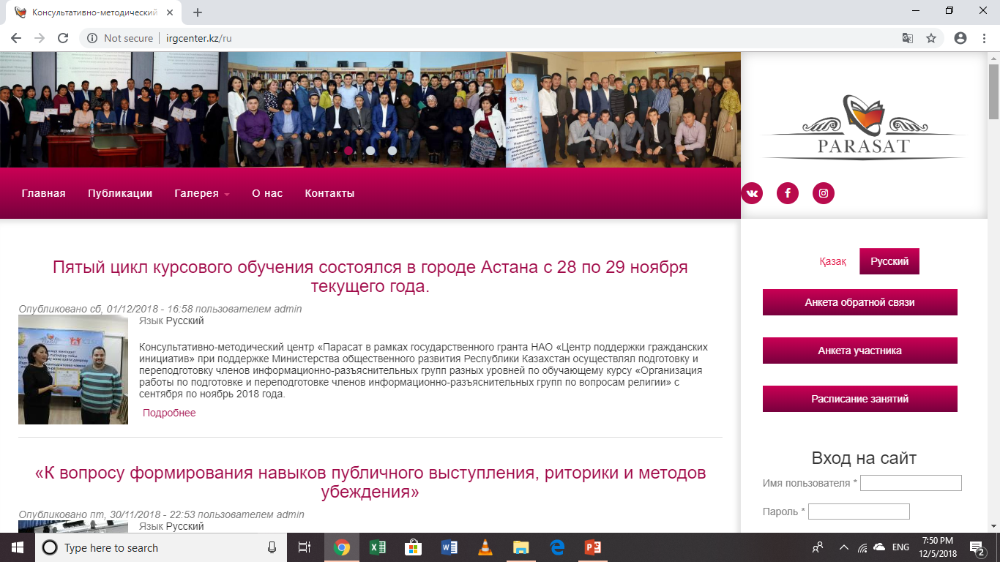 Консультативно-методический
Not secure
irgcenter.kz/ru
PARASAT
Главная
Публикации
Галерея
О нас
Контакты
Қазақ
Русский
Пятый цикл курсового обучения состоялся в городе Астана с 28 по 29 ноября
текущего года.
Опубликовано сб, 01/12/2018 - 16:58 пользователем admin
Язык Русский
Консультативно-методический центр «Парасат в рамках государственного гранта НАО «Центр поддержки гражданских
инициатив» при поддержке Министерства общественного развития Республики Казахстан осуществлял подготовку и
переподготовку членов информационно-разъяснительных групп разных уровней по обучающему курсу «Организация
работы по подготовке и переподготовке членов информационно-разъяснительных групп по вопросам религии» с
сентября по ноябрь 2018 года.
Подробнее
«К вопросу формирования навыков публичного выступления, риторики и методов
убеждения»
Опубликовано пт, 30/11/2018 - 22:53 пользователем admin
Язык Русский
Анкета обратной связи
Анкета участника
Расписание занятий
Вход на сайт
Имя пользователя *
Пароль *
Type here to search
ENG
7:50 PM
12/5/2018
2